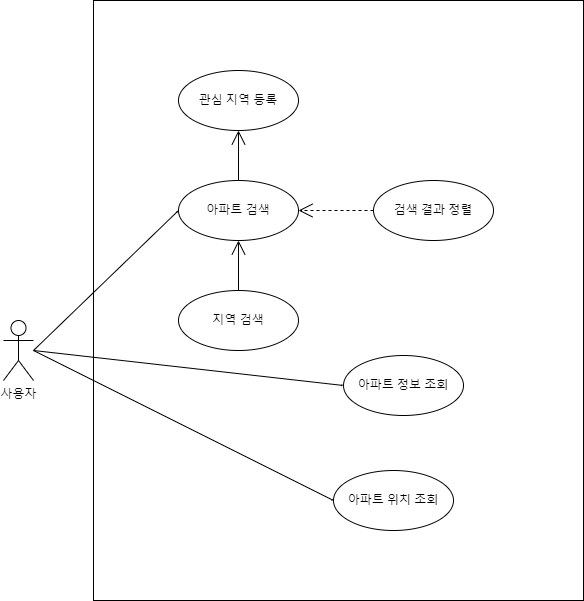 관심 지역 등록
아파트 검색
검색 결과 정렬
지역 검색
사용자
아파트 정보 조회
아파트 위치 조회